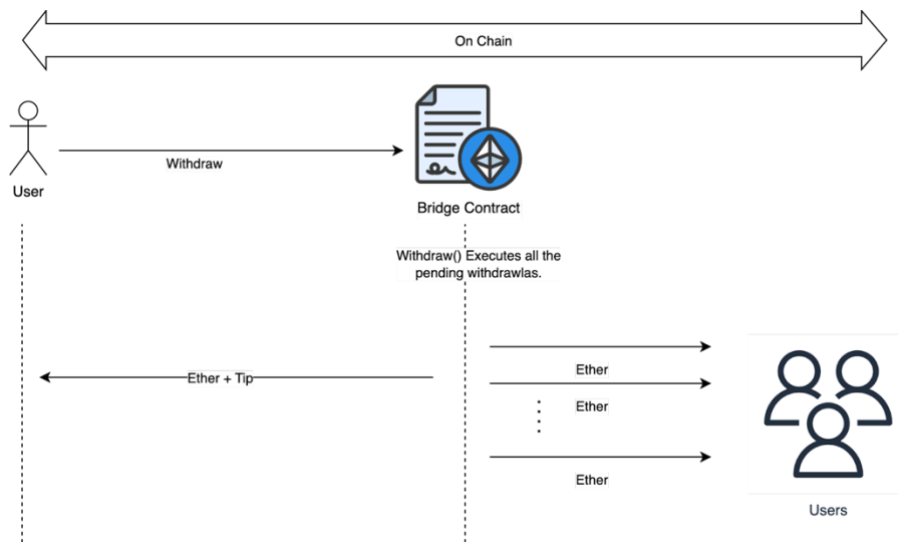 On Chain
Withdraw
User
Bridge Contract
Withdraw() Executes all the
pending withdrawlas.
Ether
Ether + Tip
Ether
Ether
Users